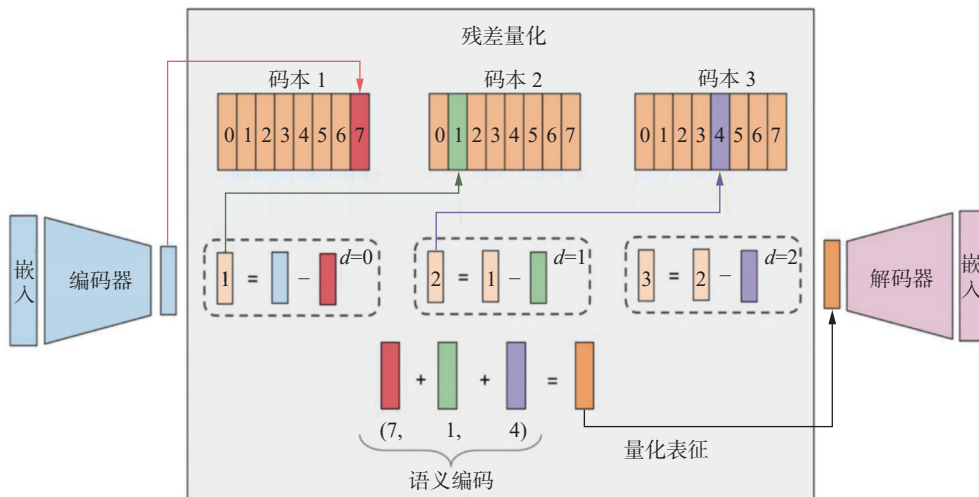 残差量化
码本 1
码本 2
码本 3
0 1 2 3 4 5 6 7
0 1 2 3 4 5 6 7
0 1 2 3 4 5 6 7
嵌入
编码器
1 = − d=0
2 = 1 − d=1
3 = 2 − d=2
解码器
嵌入
+ + =
(7, 1, 4)
量化表征
语义编码